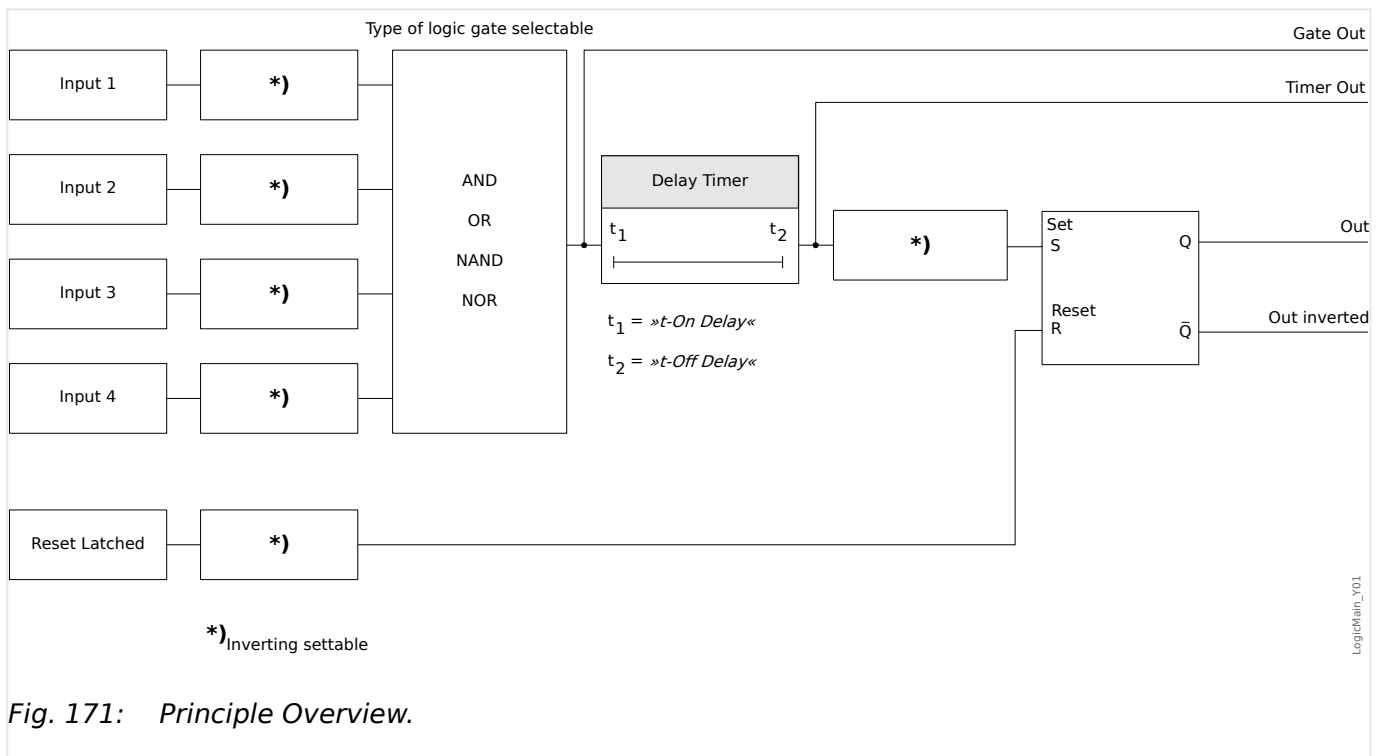 Type of logic gate selectable
Gate Out
Input 1
*)
Timer Out
Input 2
*)
AND
OR
NAND
NOR
Delay Timer
t1
t2
*)
Set
S
Q
Out
Input 3
*)
Reset
R
Q̄
Out inverted
t1 = »t-On Delay«
t2 = »t-Off Delay«
Input 4
*)
Reset Latched
*)
*)Inverting settable
LogicMain_Y01
Fig. 171: Principle Overview.